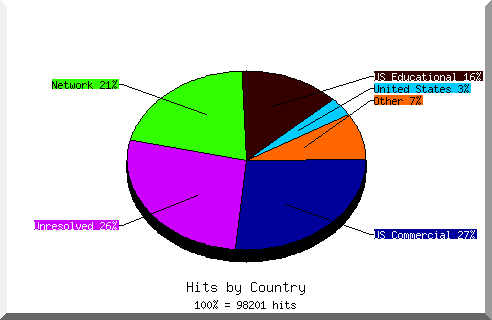 US Educational 16%
Network 21%
United States 3%
Other 7%
Unresolved 26%
US Commercial 27%
Hits by Country
100% = 98201 hits